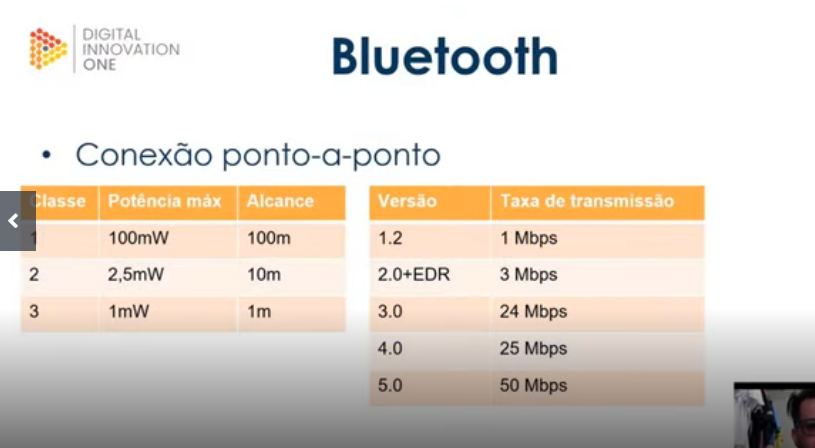 DIGITAL
INNOVATION
ONE
Bluetooth
• Conexão ponto-a-ponto
Classe Potência máx Alcance
1 100mW 100m
2 2,5mW 10m
3 1mW 1m
Versão Taxa de transmissão
1.2 1 Mbps
2.0+EDR 3 Mbps
3.0 24 Mbps
4.0 25 Mbps
5.0 50 Mbps